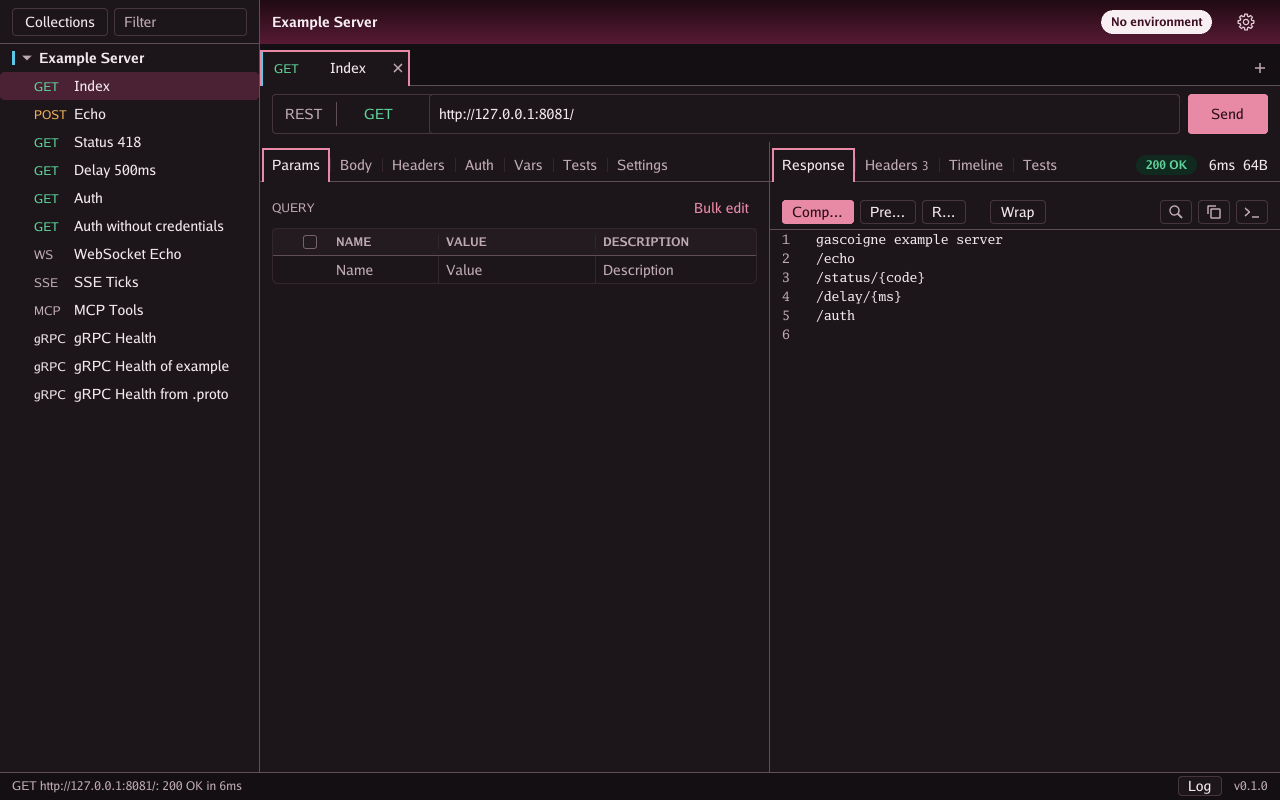 Collections
Filter
Example Server
No environment
Example Server
GET Index
POST Echo
GET Status 418
GET Delay 500ms
GET Auth
GET Auth without credentials
WS WebSocket Echo
SSE SSE Ticks
MCP MCP Tools
gRPC gRPC Health
gRPC gRPC Health of example
gRPC gRPC Health from .proto
GET Index
REST GET http://127.0.0.1:8081/ Send
Params Body Headers Auth Vars Tests Settings
QUERY Bulk edit
NAME VALUE DESCRIPTION
Name Value Description
Response Headers 3 Timeline Tests 200 OK 6ms 64B
Comp... Pre... R... Wrap
1 gascoigne example server
2 /echo
3 /status/{code}
4 /delay/{ms}
5 /auth
6
GET http://127.0.0.1:8081/: 200 OK in 6ms
Log v0.1.0